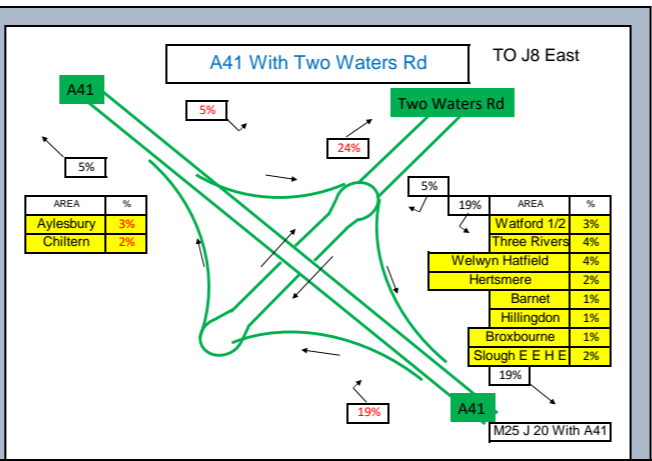 A41 With Two Waters Rd
TO J8 East
A41
5%
Two Waters Rd
24%
5%
5%
19%
AREA %
Aylesbury 3%
Chiltern 2%
AREA %
Watford 1/2 3%
Three Rivers 4%
Welwyn Hatfield 4%
Hertsmere 2%
Barnet 1%
Hillingdon 1%
Broxbourne 1%
Slough E E H E 2%
19%
19%
A41
M25 J 20 With A41